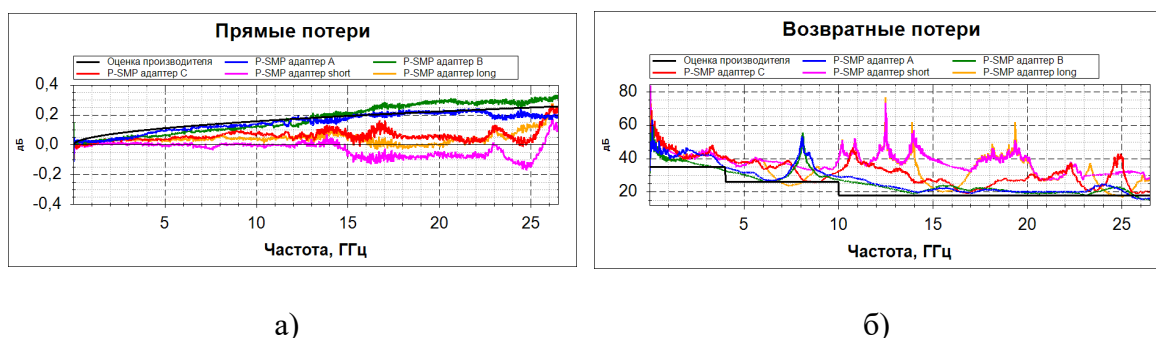 Прямые потери
Оценка производителя
P-SMP адаптер A
P-SMP адаптер B
P-SMP адаптер C
P-SMP адаптер short
P-SMP адаптер long
0,4
0,2
0,0
-0,2
-0,4
дБ
5 10 15 20 25
Частота, ГГц
а)
Возвратные потери
Оценка производителя
P-SMP адаптер A
P-SMP адаптер B
P-SMP адаптер C
P-SMP адаптер short
P-SMP адаптер long
80
60
40
20
дБ
5 10 15 20 25
Частота, ГГц
б)